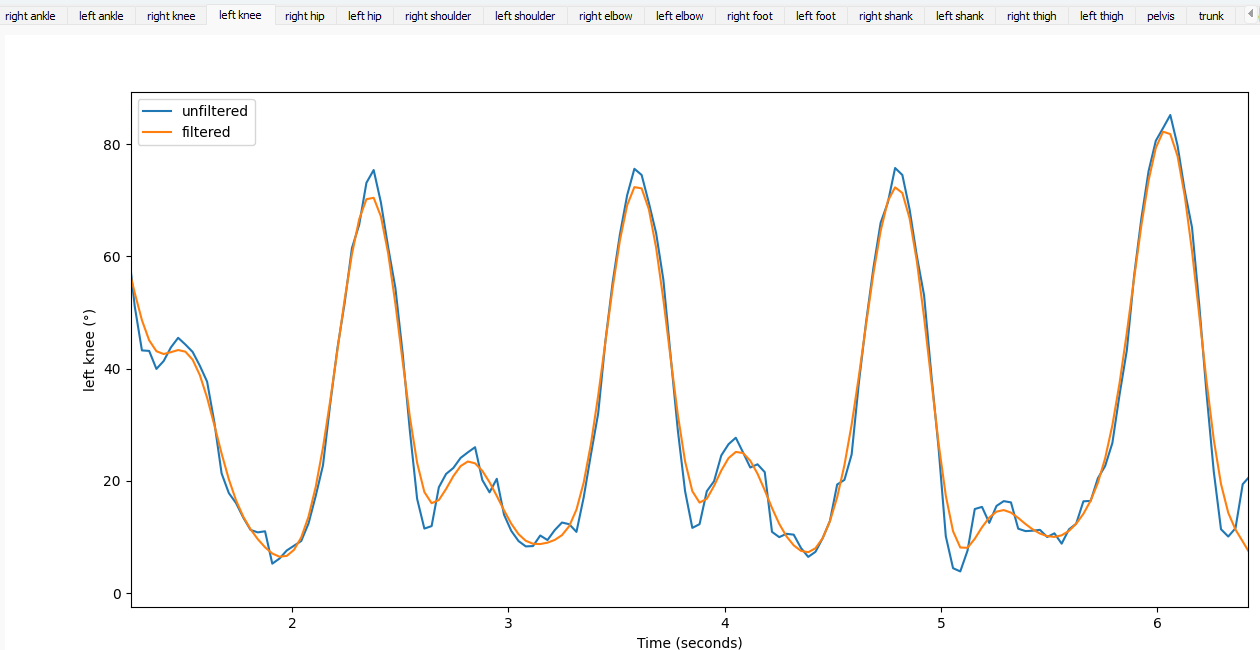 right ankle left ankle right knee left knee right hip left hip right shoulder left shoulder right elbow left elbow right foot left foot right shank left shank right thigh left thigh pelvis trunk
unfiltered
filtered
80
60
40
20
0
left knee (°)
2 3 4 5 6
Time (seconds)